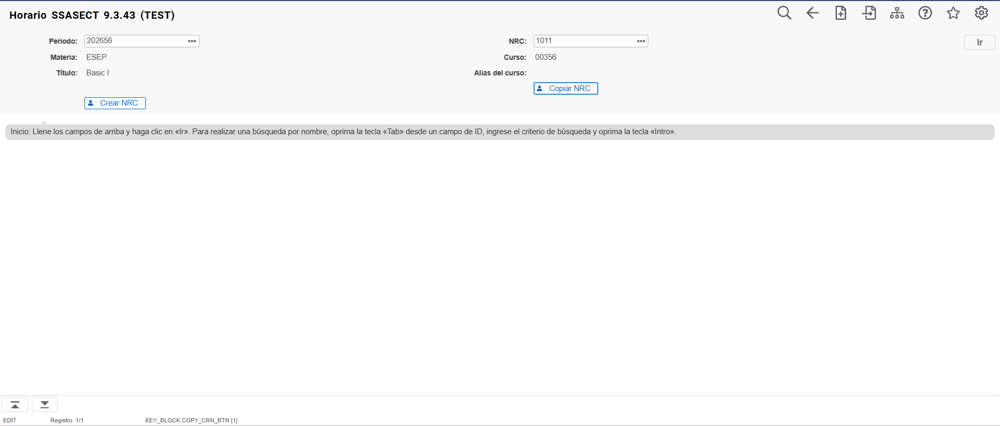 Horario SSASECT 9.3.43 (TEST)
Periodo: 202656 ••• NRC: 1011 ••• Ir
Materia: ESEP Curso: 00356
Titulo: Basic I Alias del curso:
Copiar NRC
Crear NRC
Inicio: Llene los campos de arriba y haga clic en «Ir». Para realizar una búsqueda por nombre, oprima la tecla «Tab» desde un campo de ID, ingrese el criterio de búsqueda y oprima la tecla «Intro».
EDIT Registro: 1/1 KEY_BLOCK.COPY_CRN_BTN [1]